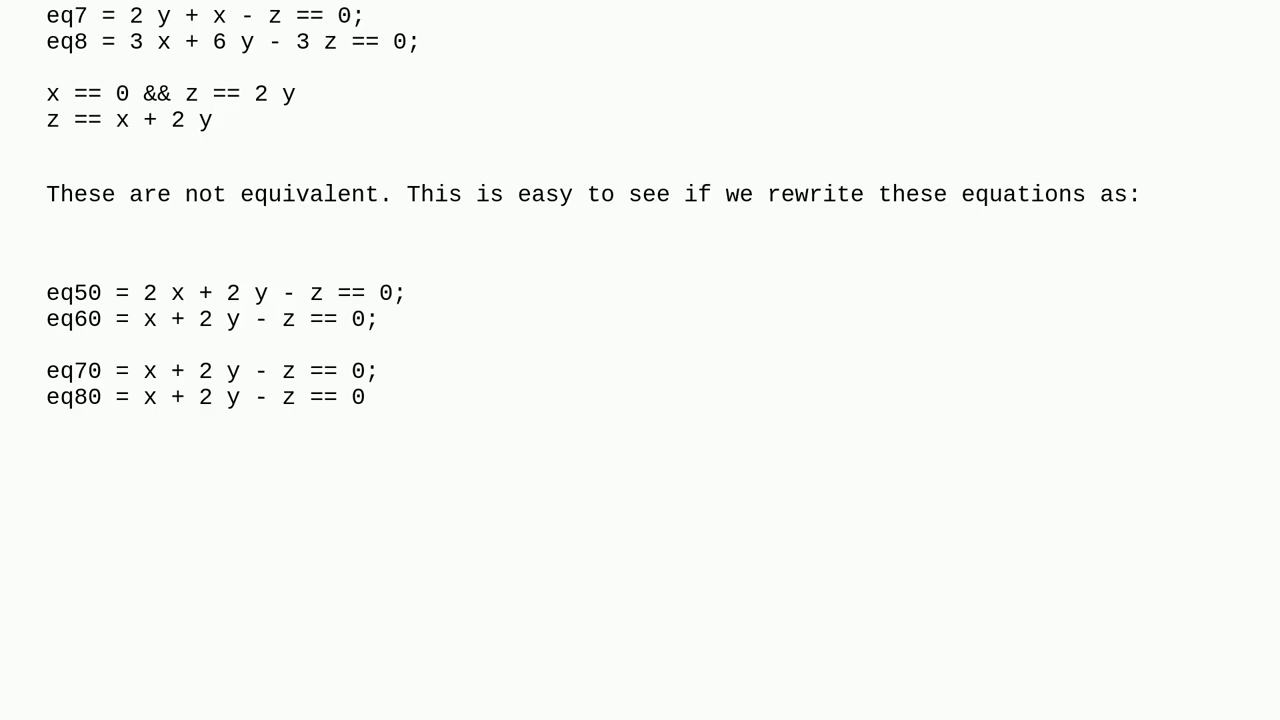 eq7 = 2 y + x - z == 0;
eq8 = 3 x + 6 y - 3 z == 0;
x == 0 && z == 2 y
z == x + 2 y
These are not equivalent. This is easy to see if we rewrite these equations as:
eq50 = 2 x + 2 y - z == 0;
eq60 = x + 2 y - z == 0;
eq70 = x + 2 y - z == 0;
eq80 = x + 2 y - z == 0